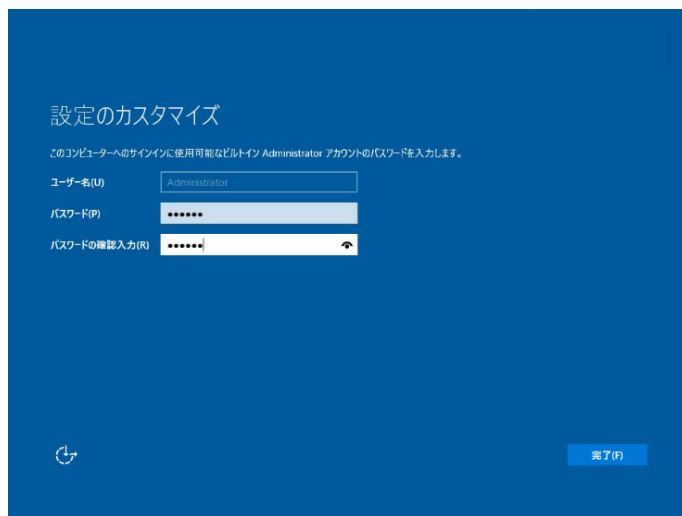 設定のカスタマイズ
このコンピューターへのサインインに使用可能なビルトイン Administrator アカウントのパスワードを入力します。
ユーザー名(U)
Administrator
パスワード(P)
●●●●●●
パスワードの確認入力(R)
●●●●●●
完了(F)